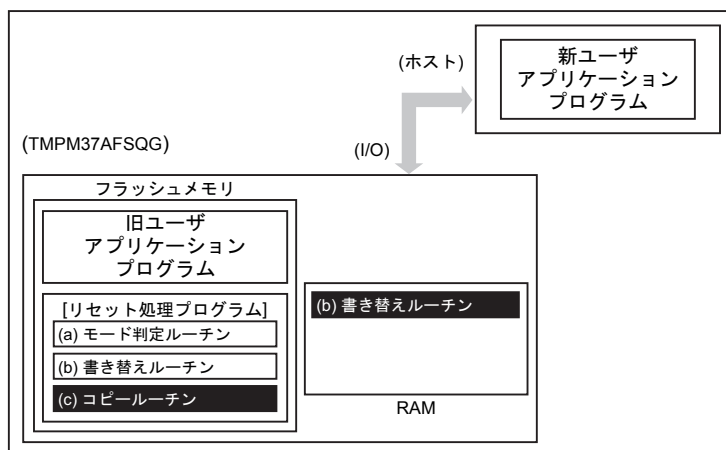 (ホスト)
新ユーザ
アプリケーション
プログラム
(TMPM37AFSQG)
(I/O)
フラッシュメモリ
旧ユーザ
アプリケーション
プログラム
[リセット処理プログラム]
(a) モード判定ルーチン
(b) 書き替えルーチン
(c) コピールーチン
(b) 書き替えルーチン
RAM